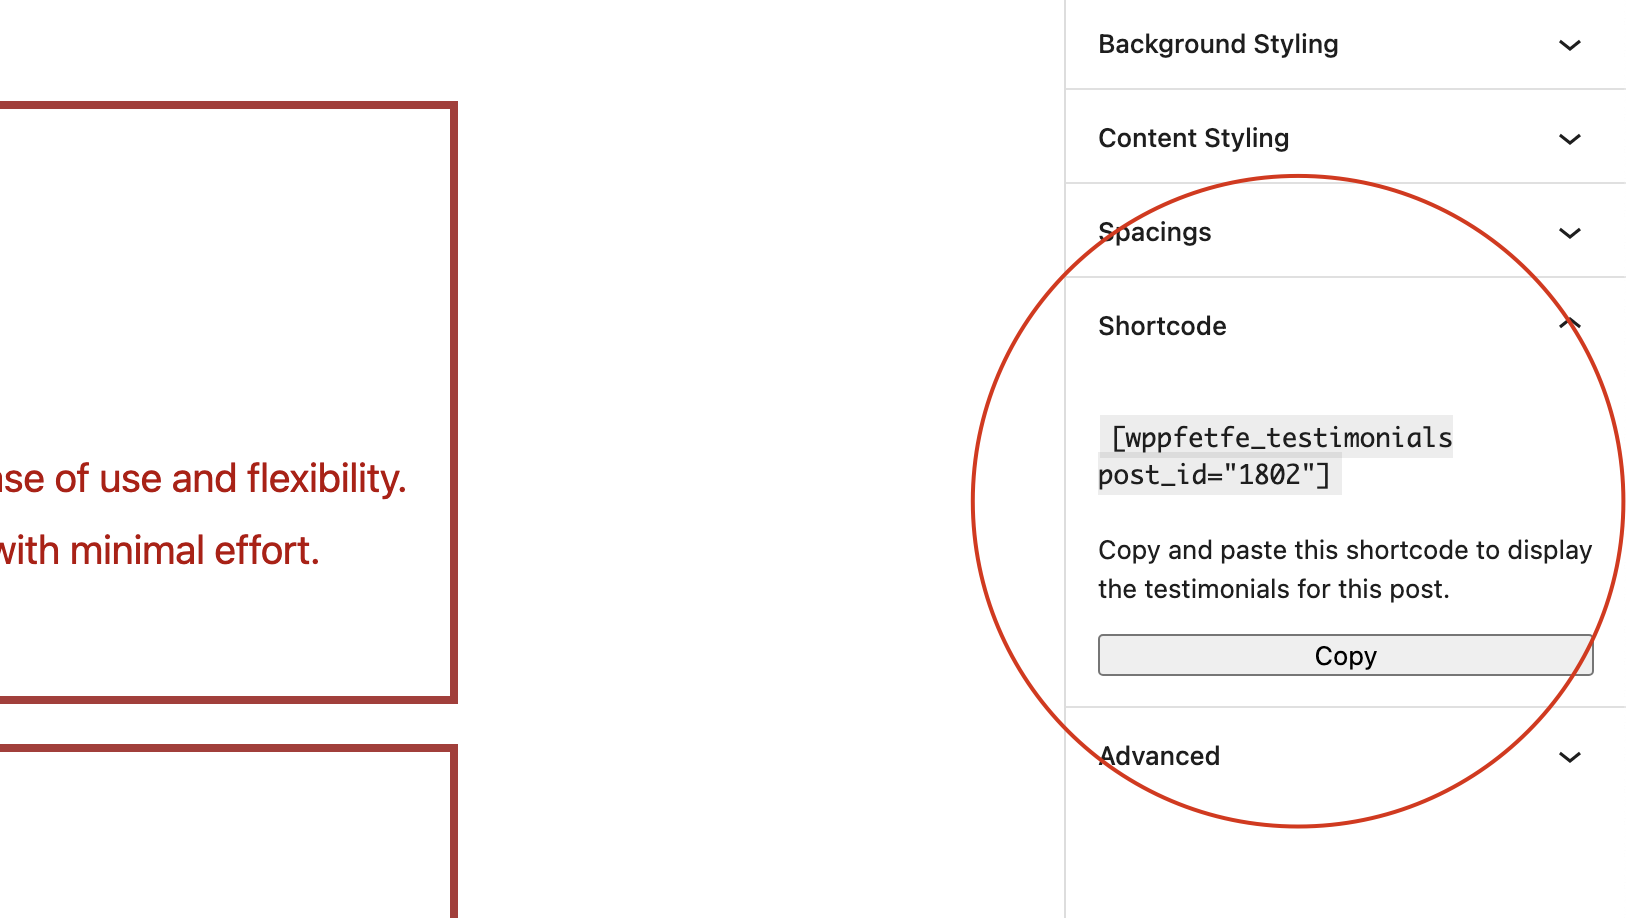 Background Styling
Content Styling
Spacings
Shortcode
[wppfetfe_testimonials
post_id="1802"]
Copy and paste this shortcode to display
the testimonials for this post.
Copy
Advanced
of use and flexibility.
with minimal effort.